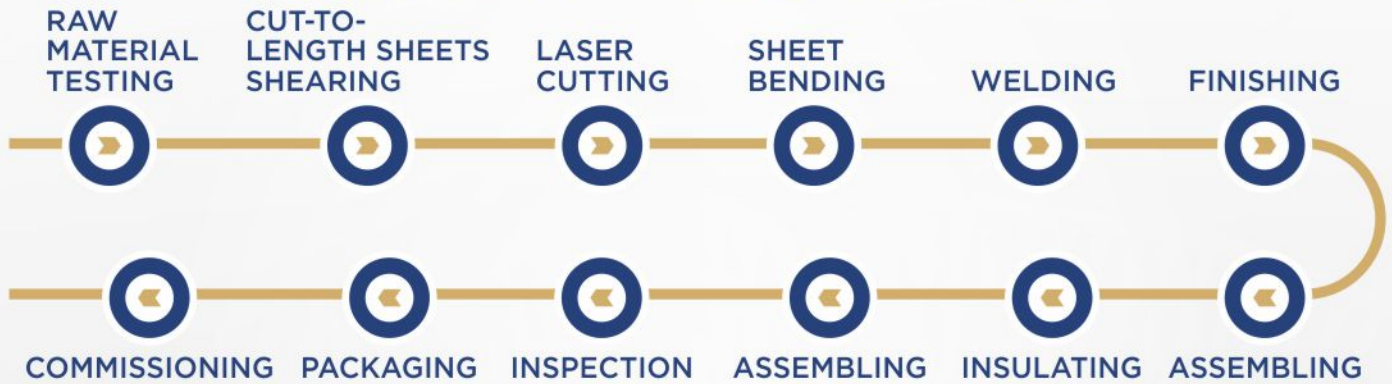 RAW
MATERIAL
TESTING
CUT-TO-
LENGTH SHEETS
SHEARING
LASER
CUTTING
SHEET
BENDING
WELDING
FINISHING
COMMISSIONING
PACKAGING
INSPECTION
ASSEMBLING
INSULATING
ASSEMBLING